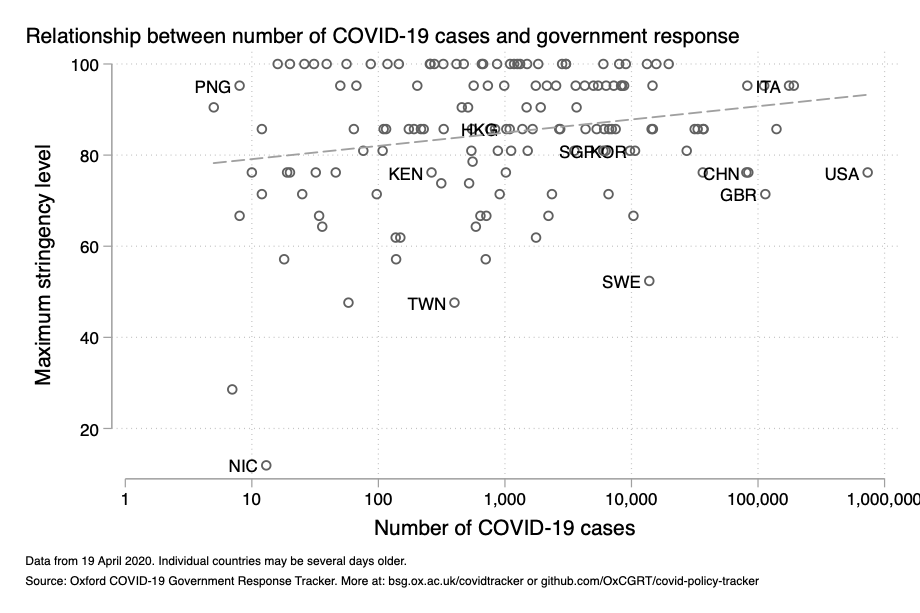 Relationship between number of COVID-19 cases and government response
100
PNG
ITA
HKG
80
SGP
KOR
KEN
CHN
USA
GBR
60
SWE
TWN
40
20
NIC
Maximum stringency level
1
10
100
1,000
10,000
100,000
1,000,000
Number of COVID-19 cases
Data from 19 April 2020. Individual countries may be several days older.
Source: Oxford COVID-19 Government Response Tracker. More at: bsg.ox.ac.uk/covidtracker or github.com/OxCGRT/covid-policy-tracker